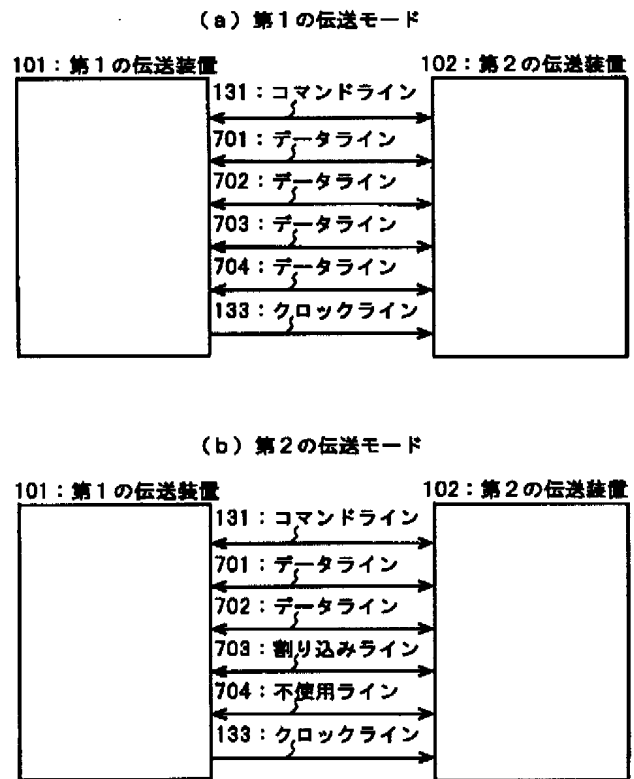 (a)第1の伝送モード
101:第1の伝送装置
102:第2の伝送装置
131:コマンドライン
701:データライン
702:データライン
703:データライン
704:データライン
133:クロックライン
(b)第2の伝送モード
101:第1の伝送装置
102:第2の伝送装置
131:コマンドライン
701:データライン
702:データライン
703:割り込みライン
704:不使用ライン
133:クロックライン